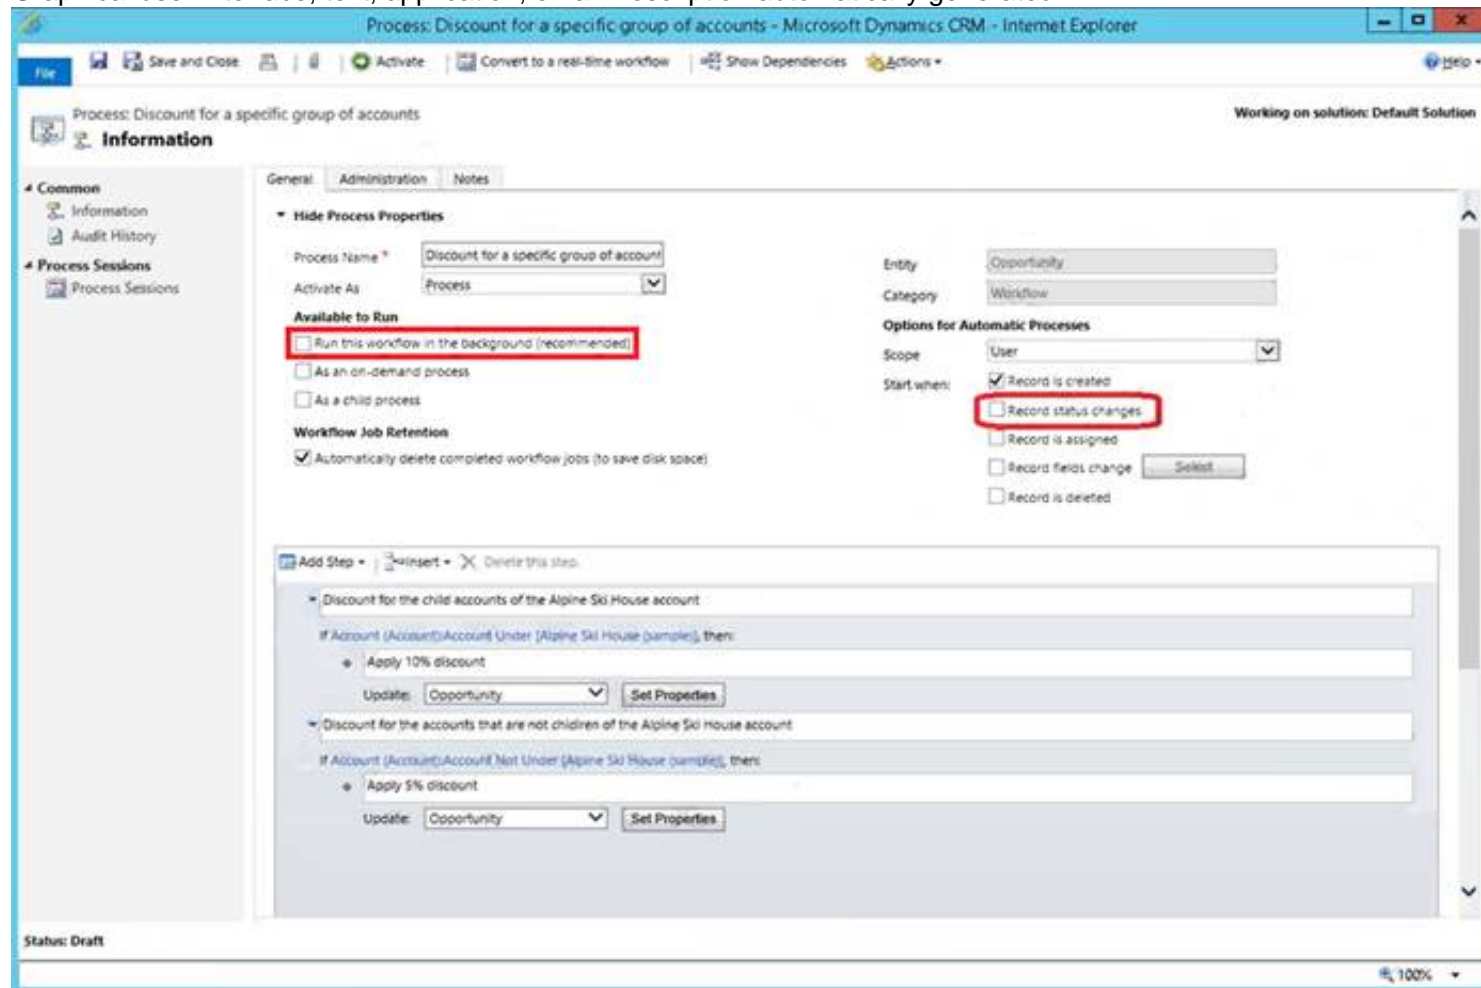 Process: Discount for a specific group of accounts - Microsoft Dynamics CRM - Internet Explorer
File Save and Close Activate Convert to a real-time workflow Show Dependencies Actions Help
Process: Discount for a specific group of accounts
Information
Working on solution: Default Solution
Common
Information
Audit History
Process Sessions
Process Sessions
General Administration Notes
Hide Process Properties
Process Name * Discount for a specific group of account
Activate As Process
Available to Run
Run this workflow in the background (recommended)
As an on-demand process
As a child process
Workflow Job Retention
Automatically delete completed workflow jobs (to save disk space)
Entity Opportunity
Category Workflow
Options for Automatic Processes
Scope User
Start when: Record is created
Record status changes
Record is assigned
Record fields change Select
Record is deleted
Add Step Insert Delete this step.
Discount for the child accounts of the Alpine Ski House account
If Account (Account):Account Under [Alpine Ski House (sample)], then:
Apply 10% discount
Update: Opportunity Set Properties
Discount for the accounts that are not children of the Alpine Ski House account
If Account (Account):Account Not Under [Alpine Ski House (sample)], then:
Apply 5% discount
Update: Opportunity Set Properties
Status: Draft
100%